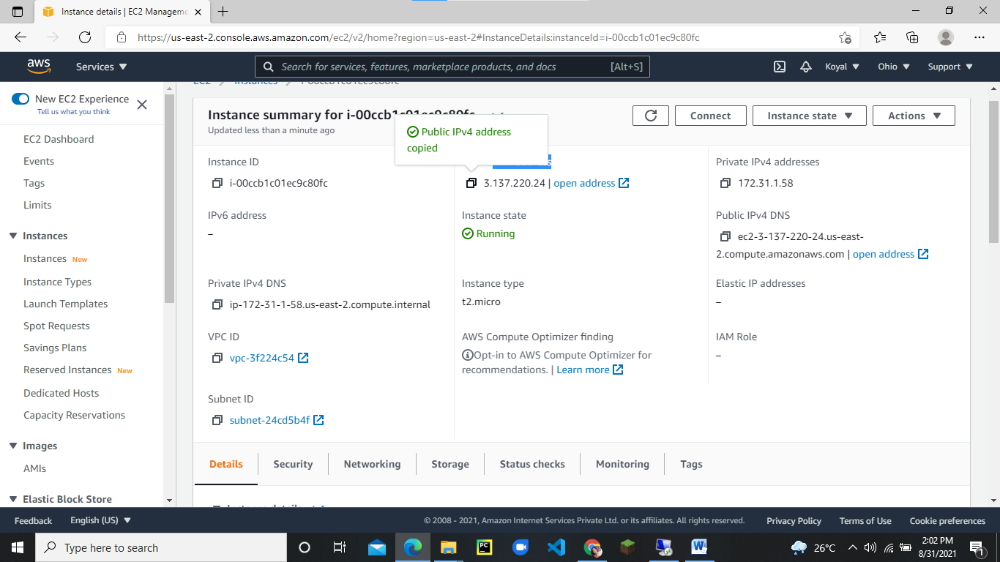 Instance details | EC2 Manageme
https://us-east-2.console.aws.amazon.com/ec2/v2/home?region=us-east-2#InstanceDetails:instanceId=i-00ccb1c01ec9c80fc
aws
Services
Search for services, features, marketplace products, and docs
[Alt+S]
Koyal
Ohio
Support
EC2
Instances
i-00ccb1c01ec9c80fc
New EC2 Experience
Tell us what you think
EC2 Dashboard
Events
Tags
Limits
Instances
Instances New
Instance Types
Launch Templates
Spot Requests
Savings Plans
Reserved Instances New
Dedicated Hosts
Capacity Reservations
Images
AMIs
Elastic Block Store
Instance summary for i-00ccb1c01ec9c80fc
Updated less than a minute ago
Connect
Instance state
Actions
Public IPv4 address
copied
Instance ID
i-00ccb1c01ec9c80fc
3.137.220.24 | open address
Private IPv4 addresses
172.31.1.58
IPv6 address
–
Instance state
Running
Public IPv4 DNS
ec2-3-137-220-24.us-east-
2.compute.amazonaws.com | open address
Private IPv4 DNS
ip-172-31-1-58.us-east-2.compute.internal
Instance type
t2.micro
Elastic IP addresses
–
VPC ID
vpc-3f224c54
AWS Compute Optimizer finding
Opt-in to AWS Compute Optimizer for
recommendations. | Learn more
IAM Role
–
Subnet ID
subnet-24cd5b4f
Details
Security
Networking
Storage
Status checks
Monitoring
Tags
Instance details
Feedback
English (US)
© 2008 - 2021, Amazon Internet Services Private Ltd. or its affiliates. All rights reserved.
Privacy Policy
Terms of Use
Cookie preferences
Type here to search
PC
W
26°C
2:02 PM
8/31/2021
1